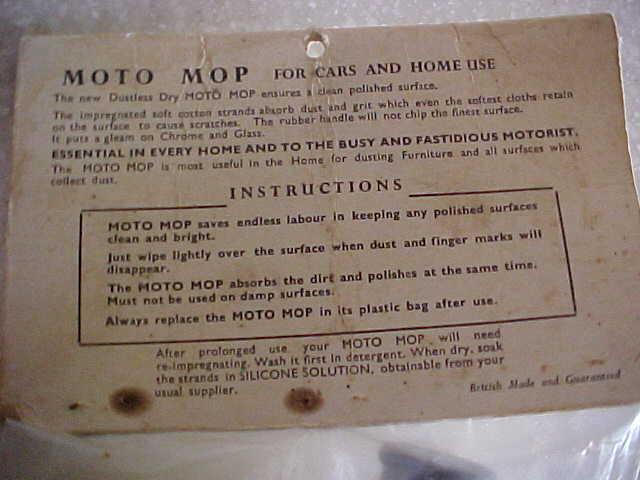 MOTO MOP FOR CARS AND HOME USE
The new Dustless Dry MOTO MOP ensures a clean polished surface.
The impregnated soft cotton strands absorb dust and grit which even the softest cloths retain
on the surface to cause scratches. The rubber handle will not chip the finest surface.
It puts a gleam on Chrome and Glass.
ESSENTIAL IN EVERY HOME AND TO THE BUSY AND FASTIDIOUS MOTORIST.
The MOTO MOP is most useful in the Home for dusting Furniture and all surfaces which
collect dust.
INSTRUCTIONS
MOTO MOP saves endless labour in keeping any polished surfaces
clean and bright.
Just wipe lightly over the surface when dust and finger marks will
disappear.
The MOTO MOP absorbs the dirt and polishes at the same time.
Must not be used on damp surfaces.
Always replace the MOTO MOP in its plastic bag after use.
After prolonged use your MOTO MOP will need
re-impregnating. Wash it first in detergent. When dry, soak
the strands in SILICONE SOLUTION, obtainable from your
usual supplier.
British Made and Guaranteed